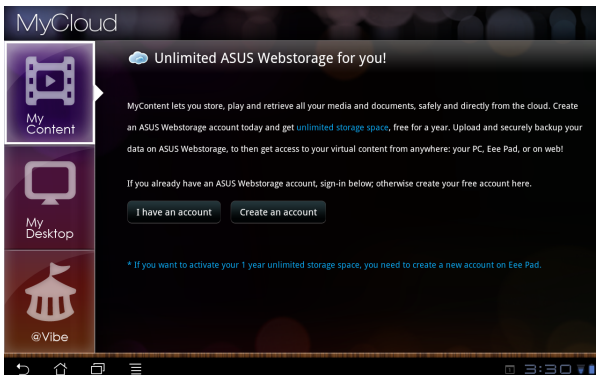 MyCloud
Unlimited ASUS Webstorage for you!
My
Content
MyContent lets you store, play and retrieve all your media and documents, safely and directly from the cloud. Create
an ASUS Webstorage account today and get unlimited storage space, free for a year. Upload and securely backup your
data on ASUS Webstorage, to then get access to your virtual content from anywhere: your PC, Eee Pad, or on web!
If you already have an ASUS Webstorage account, sign-in below; otherwise create your free account here.
I have an account
Create an account
My
Desktop
* If you want to activate your 1 year unlimited storage space, you need to create a new account on Eee Pad.
@Vibe
3:30